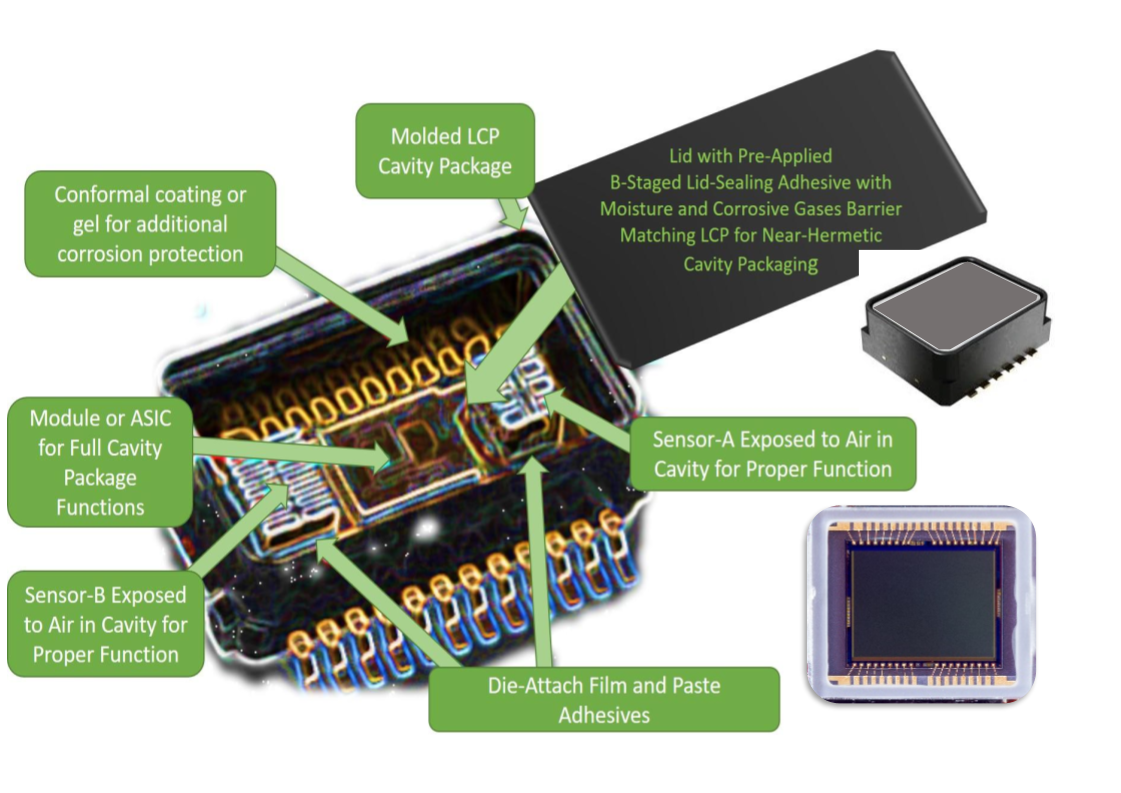 Molded LCP
Cavity Package
Lid with Pre-Applied
B-Staged Lid-Sealing Adhesive with
Moisture and Corrosive Gases Barrier
Matching LCP for Near-Hermetic
Cavity Packaging
Conformal coating or
gel for additional
corrosion protection
Module or ASIC
for Full Cavity
Package
Functions
Sensor-A Exposed to Air in
Cavity for Proper Function
Sensor-B Exposed
to Air in Cavity for
Proper Function
Die-Attach Film and Paste
Adhesives